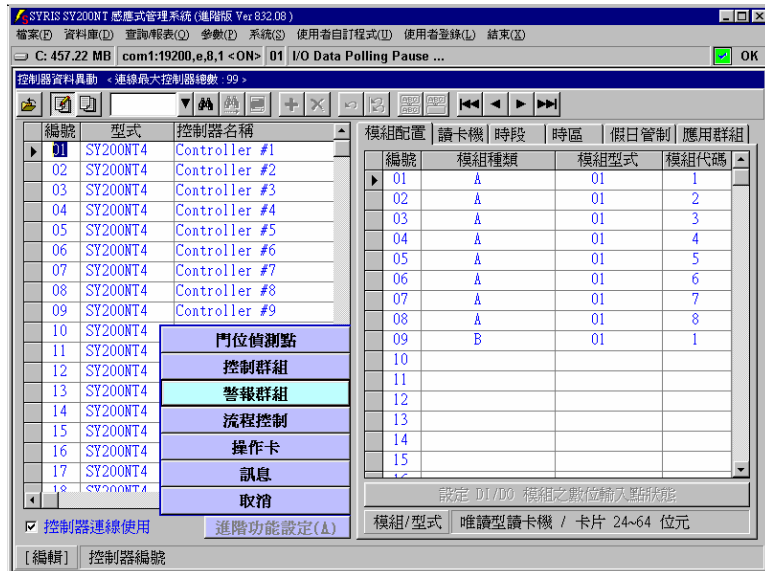 SYRIS SY200NT 感應式管理系統 (進階版 Ver 832.08 )
檔案(F) 資料庫(D) 查詢/報表(Q) 參數(P) 系統(S) 使用者自訂程式(U) 使用者登錄(L) 結束(X)
C: 457.22 MB com1:19200,e,8,1 <ON> 01 I/O Data Polling Pause ... OK
控制器資料異動 < 連線最大控制器總數 : 99 >
編號 型式 控制器名稱
01 SY200NT4 Controller #1
02 SY200NT4 Controller #2
03 SY200NT4 Controller #3
04 SY200NT4 Controller #4
05 SY200NT4 Controller #5
06 SY200NT4 Controller #6
07 SY200NT4 Controller #7
08 SY200NT4 Controller #8
09 SY200NT4 Controller #9
10 SY200NT4
11 SY200NT4
12 SY200NT4
13 SY200NT4
14 SY200NT4
15 SY200NT4
16 SY200NT4
17 SY200NT4
18 SY200NT4
門位偵測點
控制群組
警報群組
流程控制
操作卡
訊息
取消
控制器連線使用 進階功能設定(A)
模組配置 讀卡機 時段 時區 假日管制 應用群組
編號 模組種類 模組型式 模組代碼
01 A 01 1
02 A 01 2
03 A 01 3
04 A 01 4
05 A 01 5
06 A 01 6
07 A 01 7
08 A 01 8
09 B 01 1
10
11
12
13
14
15
16
設定 DI/DO 模組之數位輸入點狀態
模組/型式 唯讀型讀卡機 / 卡片 24~64 位元
[編輯] 控制器編號